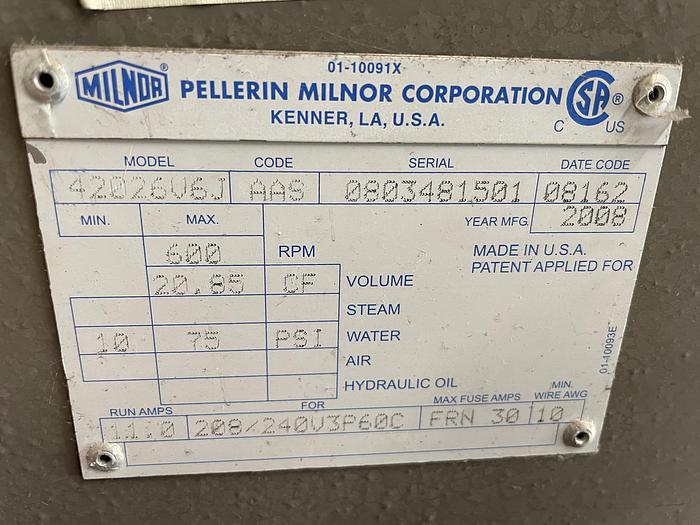 01-10091X
MILNOR® PELLERIN MILNOR CORPORATION CSA®
KENNER, LA, U.S.A. C US
MODEL CODE SERIAL DATE CODE
42026V6J AAS 0803481501 08162
MIN. MAX. YEAR MFG. 2008
600 RPM MADE IN U.S.A.
PATENT APPLIED FOR
20.85 CF VOLUME
STEAM
10 75 PSI WATER
AIR
HYDRAULIC OIL
01-10093E
RUN AMPS FOR MAX FUSE AMPS MIN. WIRE AWG
11.0 208/240V3P60C FRN 30 10